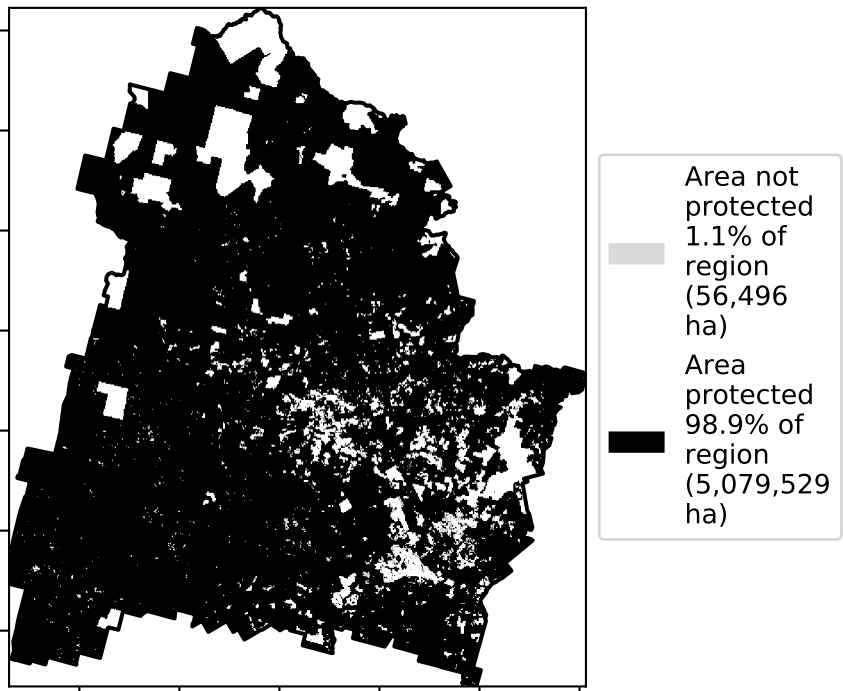 Area not
protected
1.1% of
region
(56,496
ha)
Area
protected
98.9% of
region
(5,079,529
ha)